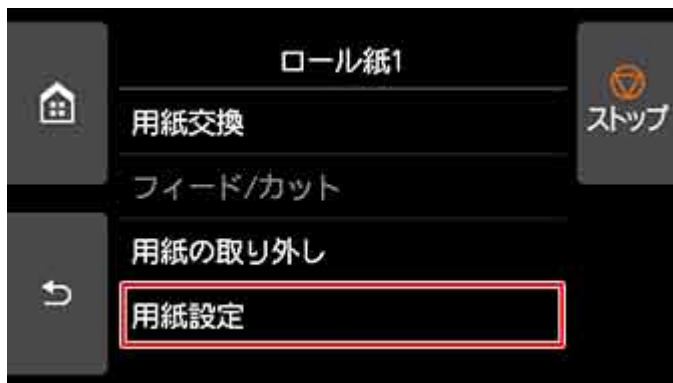 ロール紙1
用紙交換
ストップ
フィード/カット
用紙の取り外し
用紙設定